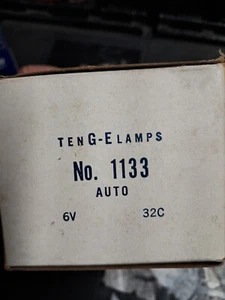 TEN G-E LAMPS
No. 1133
AUTO
6V 32C